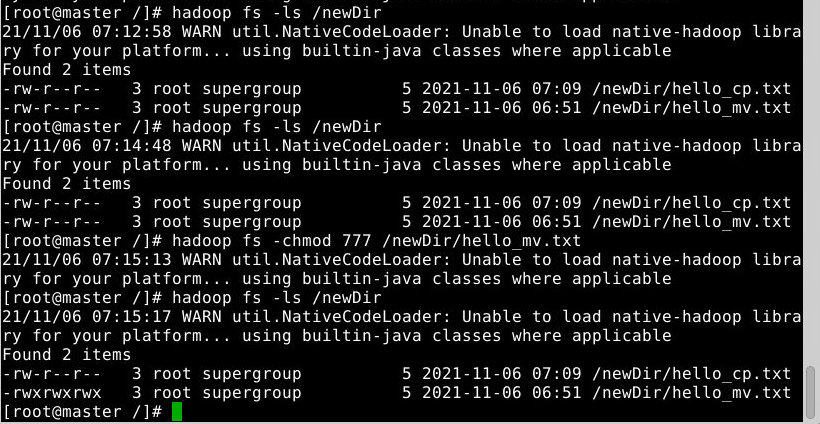 [root@master /]# hadoop fs -ls /newDir
21/11/06 07:12:58 WARN util.NativeCodeLoader: Unable to load native-hadoop libra
ry for your platform... using builtin-java classes where applicable
Found 2 items
-rw-r--r--   3 root supergroup          5 2021-11-06 07:09 /newDir/hello_cp.txt
-rw-r--r--   3 root supergroup          5 2021-11-06 06:51 /newDir/hello_mv.txt
[root@master /]# hadoop fs -ls /newDir
21/11/06 07:14:48 WARN util.NativeCodeLoader: Unable to load native-hadoop libra
ry for your platform... using builtin-java classes where applicable
Found 2 items
-rw-r--r--   3 root supergroup          5 2021-11-06 07:09 /newDir/hello_cp.txt
-rw-r--r--   3 root supergroup          5 2021-11-06 06:51 /newDir/hello_mv.txt
[root@master /]# hadoop fs -chmod 777 /newDir/hello_mv.txt
21/11/06 07:15:13 WARN util.NativeCodeLoader: Unable to load native-hadoop libra
ry for your platform... using builtin-java classes where applicable
[root@master /]# hadoop fs -ls /newDir
21/11/06 07:15:17 WARN util.NativeCodeLoader: Unable to load native-hadoop libra
ry for your platform... using builtin-java classes where applicable
Found 2 items
-rw-r--r--   3 root supergroup          5 2021-11-06 07:09 /newDir/hello_cp.txt
-rwxrwxrwx   3 root supergroup          5 2021-11-06 06:51 /newDir/hello_mv.txt
[root@master /]#